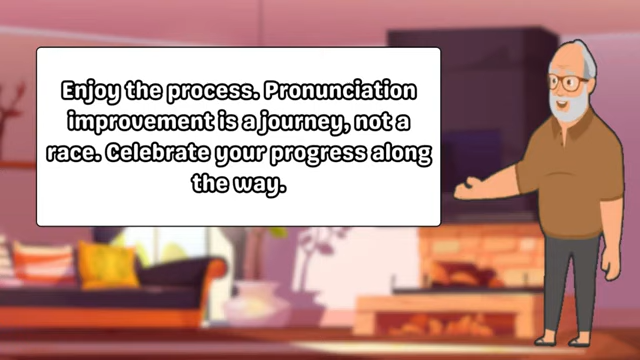 Enjoy the process. Pronunciation
improvement is a journey, not a
race. Celebrate your progress along
the way.